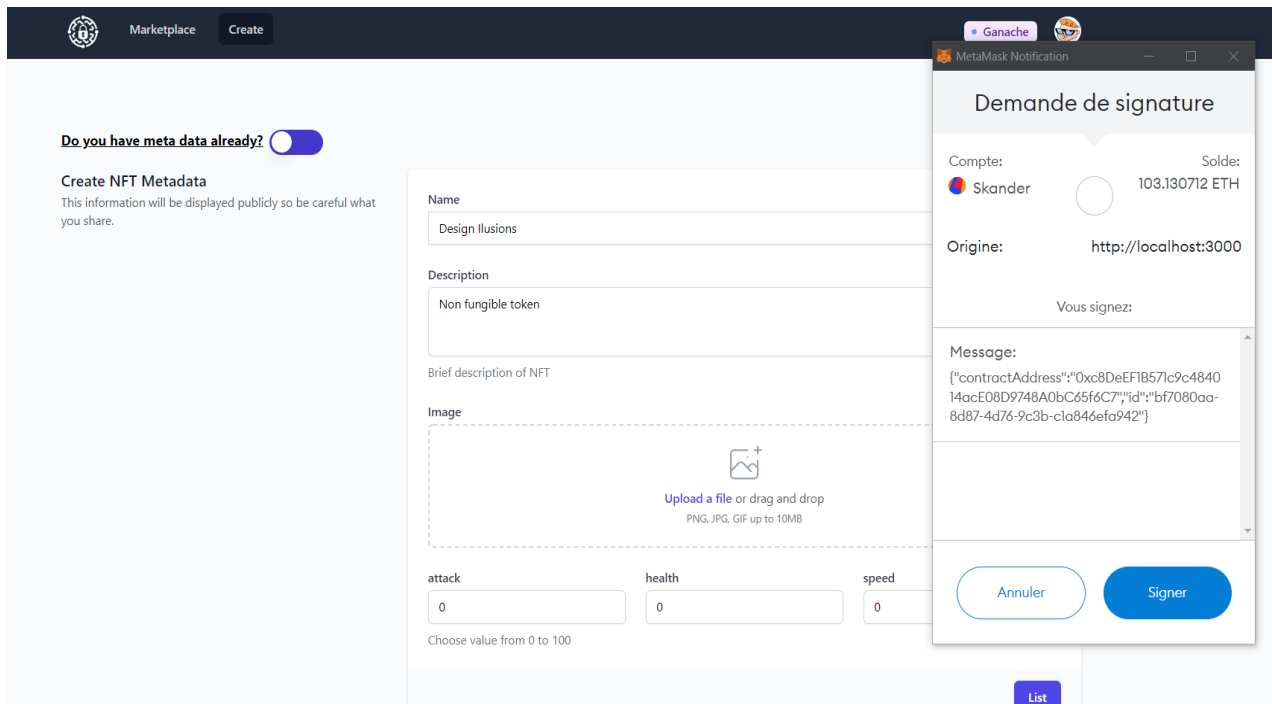 Marketplace
Create
Ganache
Do you have meta data already?
Create NFT Metadata
This information will be displayed publicly so be careful what
you share.
Name
Design Ilusions
Description
Non fungible token
Brief description of NFT
Image
Upload a file or drag and drop
PNG, JPG, GIF up to 10MB
attack
health
speed
0
0
0
Choose value from 0 to 100
List
MetaMask Notification
Demande de signature
Compte:
Solde:
Skander
103.130712 ETH
Origine:
http://localhost:3000
Vous signez:
Message:
{"contractAddress":"0xc8DeEF1B571c9c4840
14acE08D9748A0bC65f6C7","id":"bf7080aa-
8d87-4d76-9c3b-c1a846efa942"}
Annuler
Signer